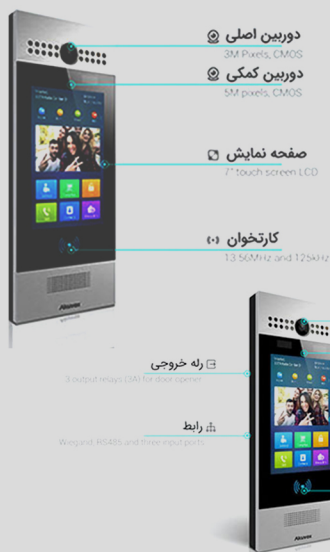 دوربین اصلی
3M Pixels, CMOS
دوربین کمکی
5M pixels, CMOS
صفحه نمایش
7" touch screen LCD
کارتخوان
13.56MHz and 125kHz
Akuvox
رله خروجی
3 output relays (3A) for door opener
رابط
Wiegand, RS485 and three input ports
Akuvox